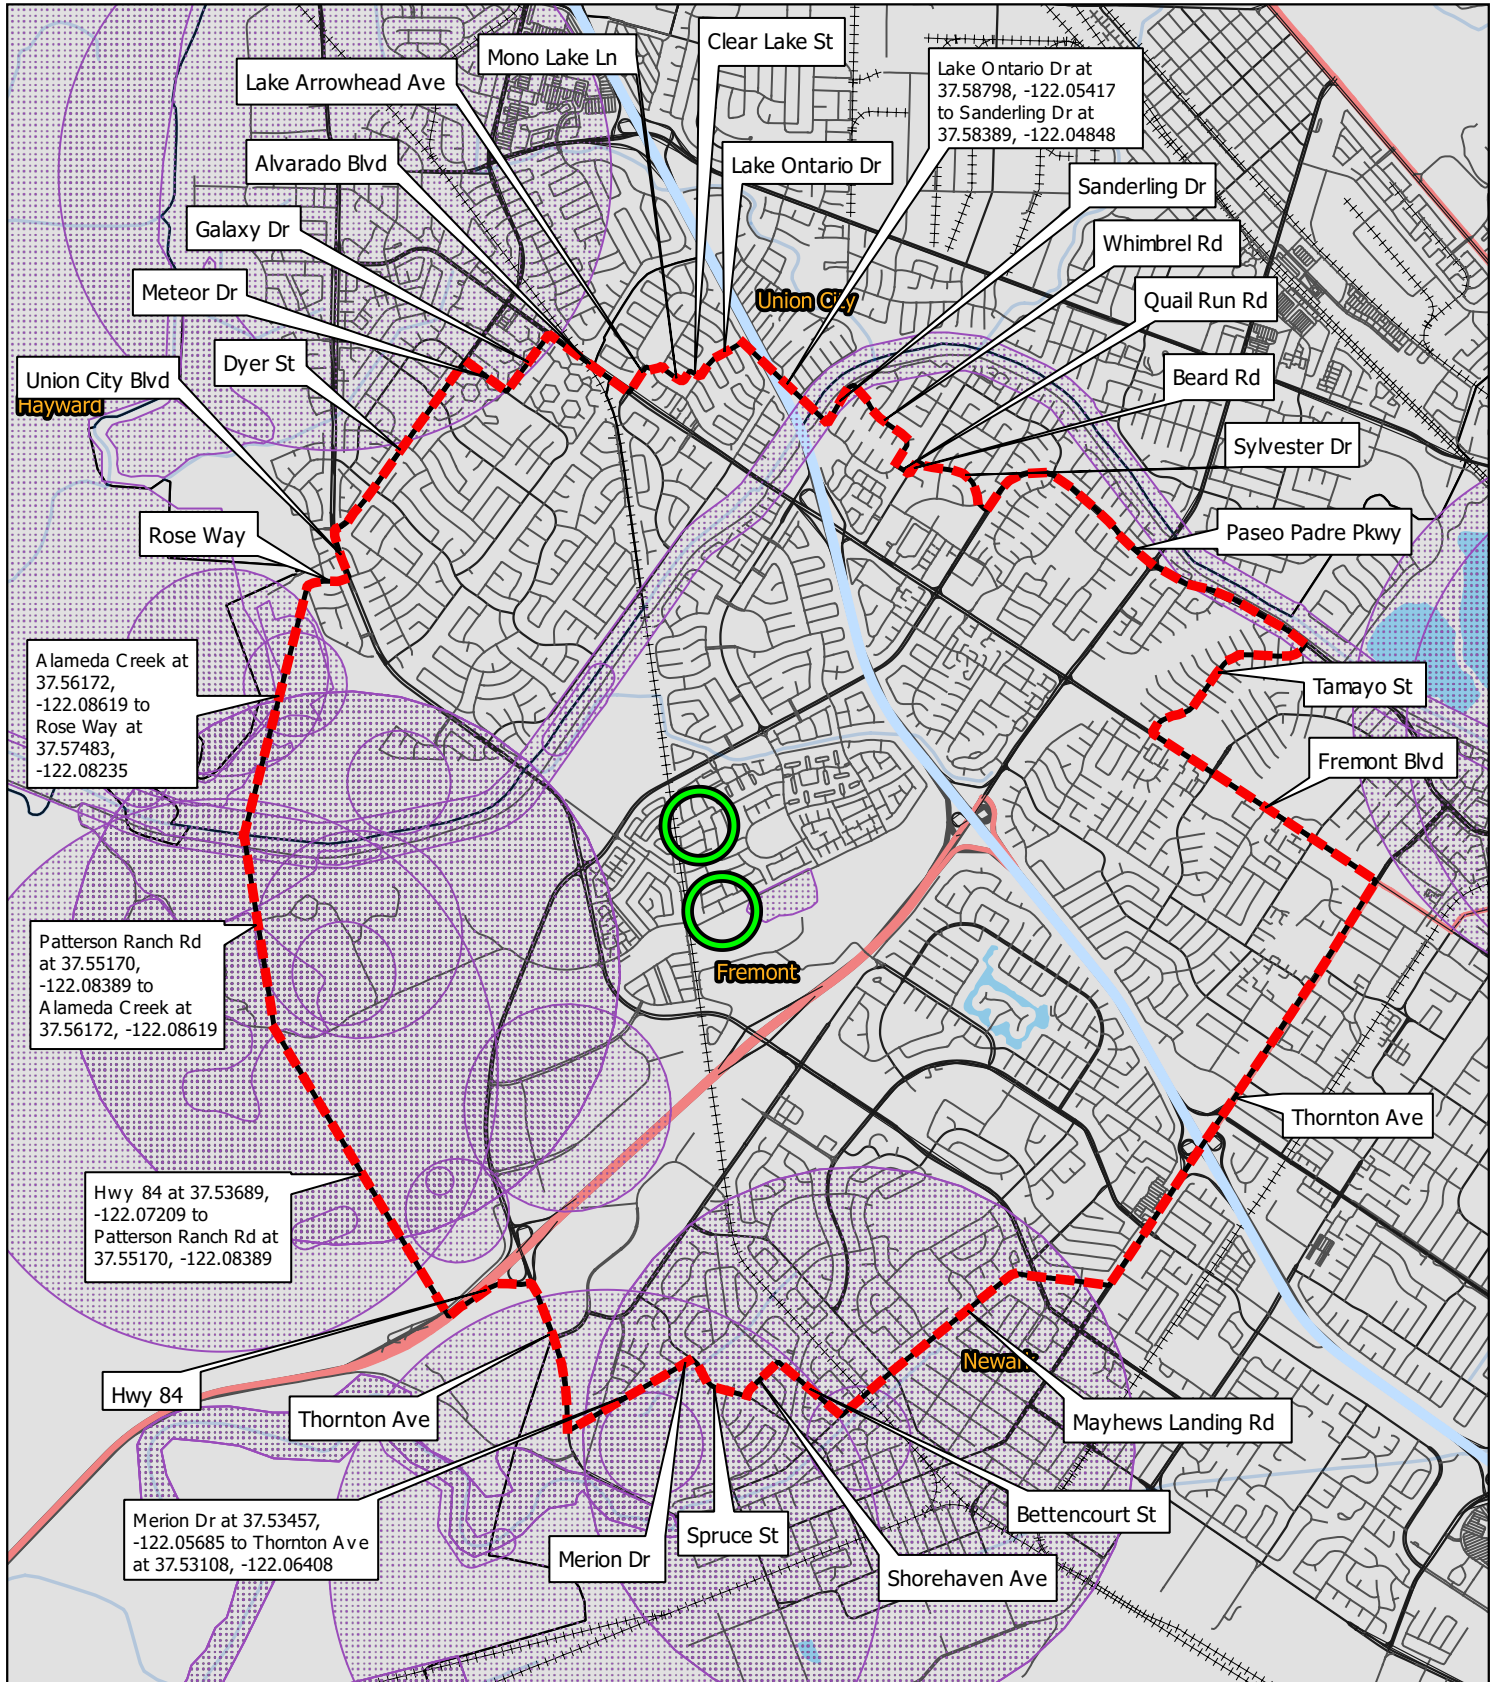 Mono Lake Ln
Clear Lake St
Lake Ontario Dr at
37.58798, -122.05417
to Sanderling Dr at
37.58389, -122.04848
Lake Arrowhead Ave
Alvarado Blvd
Lake Ontario Dr
Sanderling Dr
Galaxy Dr
Whimbrel Rd
Meteor Dr
Union City
Quail Run Rd
Dyer St
Union City Blvd
Hayward
Beard Rd
Sylvester Dr
Rose Way
Paseo Padre Pkwy
Alameda Creek at
37.56172,
-122.08619 to
Rose Way at
37.57483,
-122.08235
Tamayo St
Fremont Blvd
Patterson Ranch Rd
at 37.55170,
-122.08389 to
Alameda Creek at
37.56172, -122.08619
Fremont
Thornton Ave
Hwy 84 at 37.53689,
-122.07209 to
Patterson Ranch Rd at
37.55170, -122.08389
Newark
Hwy 84
Thornton Ave
Mayhews Landing Rd
Merion Dr at 37.53457,
-122.05685 to Thornton Ave
at 37.53108, -122.06408
Merion Dr
Spruce St
Bettencourt St
Shorehaven Ave